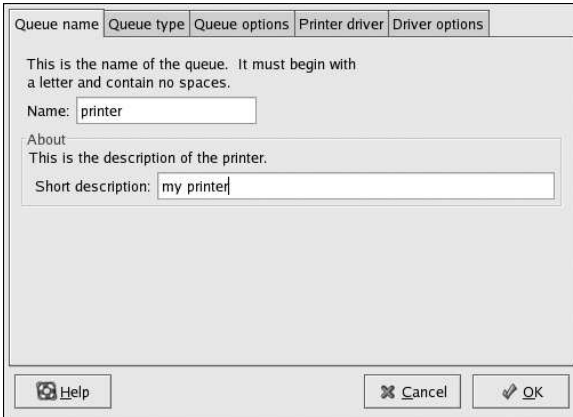 Queue name Queue type Queue options Printer driver Driver options
This is the name of the queue. It must begin with
a letter and contain no spaces.
Name: printer
About
This is the description of the printer.
Short description: my printer
Help Cancel OK